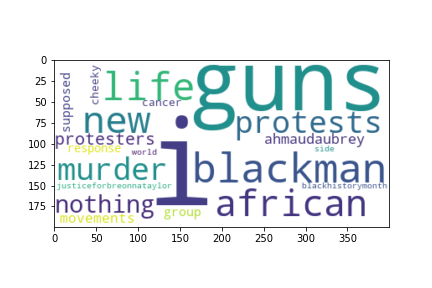 0
25
50
75
100
125
150
175
0 50 100 150 200 250 300 350
supposed
cheeky
life
cancer
guns
new
protests
protesters
ahmaudaubrey
response
world
side
i
murder
blackman
justiceforbreonnataylor
blackhistorymonth
nothing
group
african
movements